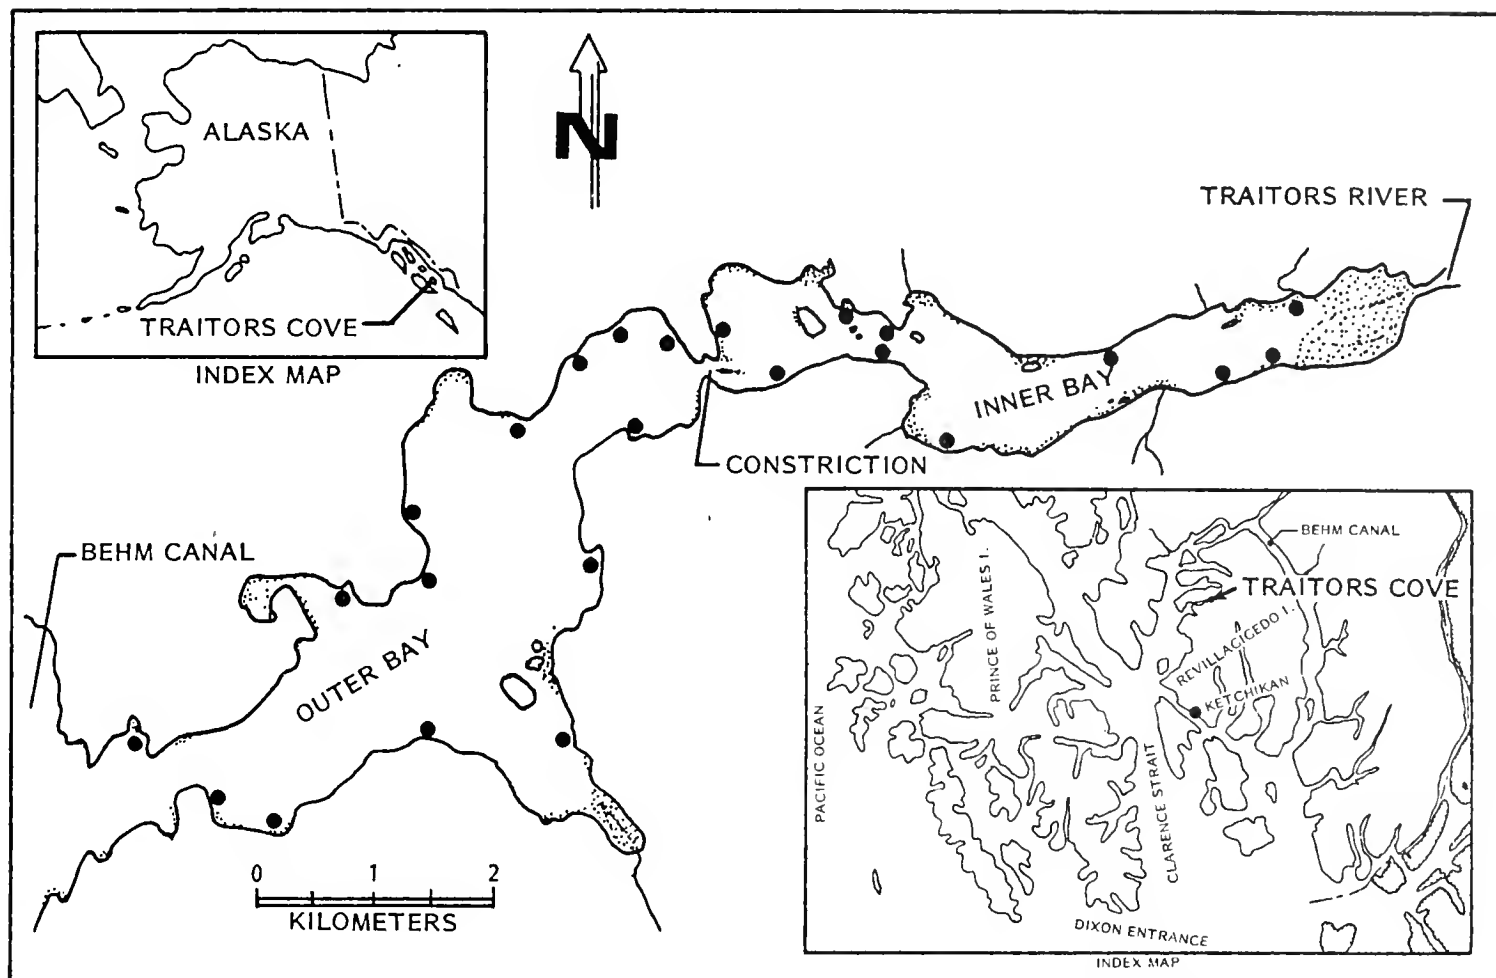 ALASKA
TRAITORS COVE
INDEX MAP
N
TRAITORS RIVER
INNER BAY
CONSTRICTION
BEHM CANAL
OUTER BAY
0 1 2
KILOMETERS
BEHM CANAL
TRAITORS COVE
PRINCE OF WALES I.
REVILLACIGEDO I.
KETCHIKAN
PACIFIC OCEAN
CLARENCE STRAIT
DIXON ENTRANCE
INDEX MAP